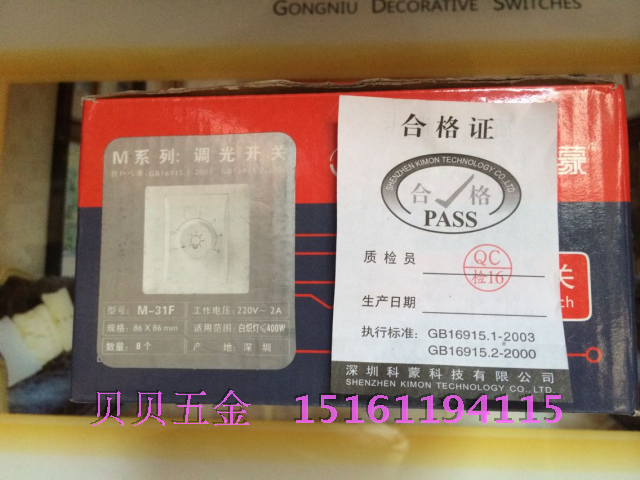 GONGNIU DECORATIVE SWITCHES
M系列: 调光开关
型号: M-31F
工作电压: 220V~ 2A
规格: 86X86mm
适用范围: 白炽灯≤400W
数量: 8个
产 地: 深 圳
合格证
SHENZHEN KIMON TECHNOLOGY CO.,LTD
合格
PASS
质检员
QC
检16
生产日期
执行标准: GB16915.1-2003
GB16915.2-2000
深圳科蒙科技有限公司
SHENZHEN KIMON TECHNOLOGY CO., LTD.
蒙
关
ch
贝贝五金 15161194115